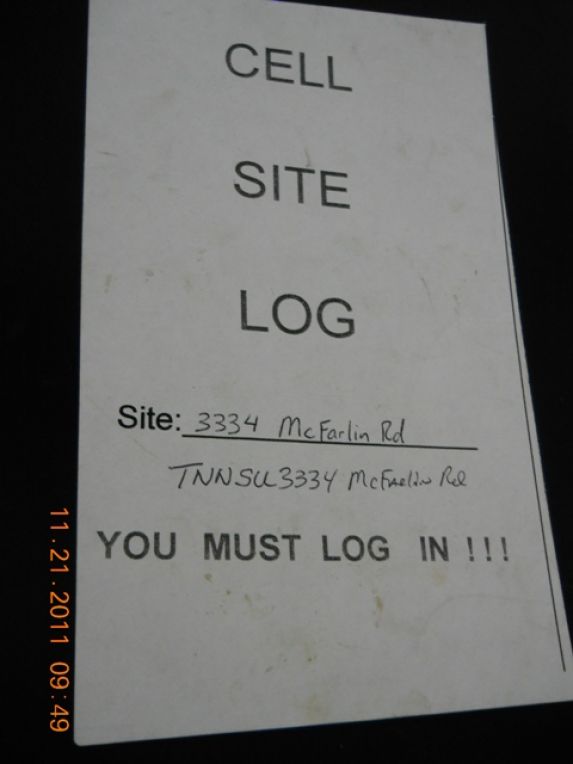 CELL
SITE
LOG
Site: 3334 McFarlin Rd
TNNSU3334 McFarlin Rd
YOU MUST LOG IN !!!
11.21.2011 09:49